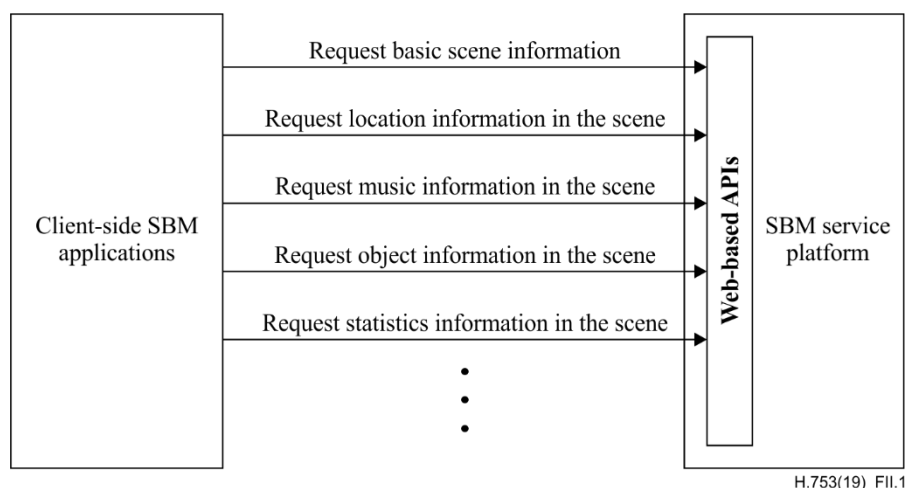 Request basic scene information
Request location information in the scene
Request music information in the scene
Client-side SBM
applications
Request object information in the scene
Request statistics information in the scene
Web-based APIs
SBM service
platform
H.753(19)_FII.1